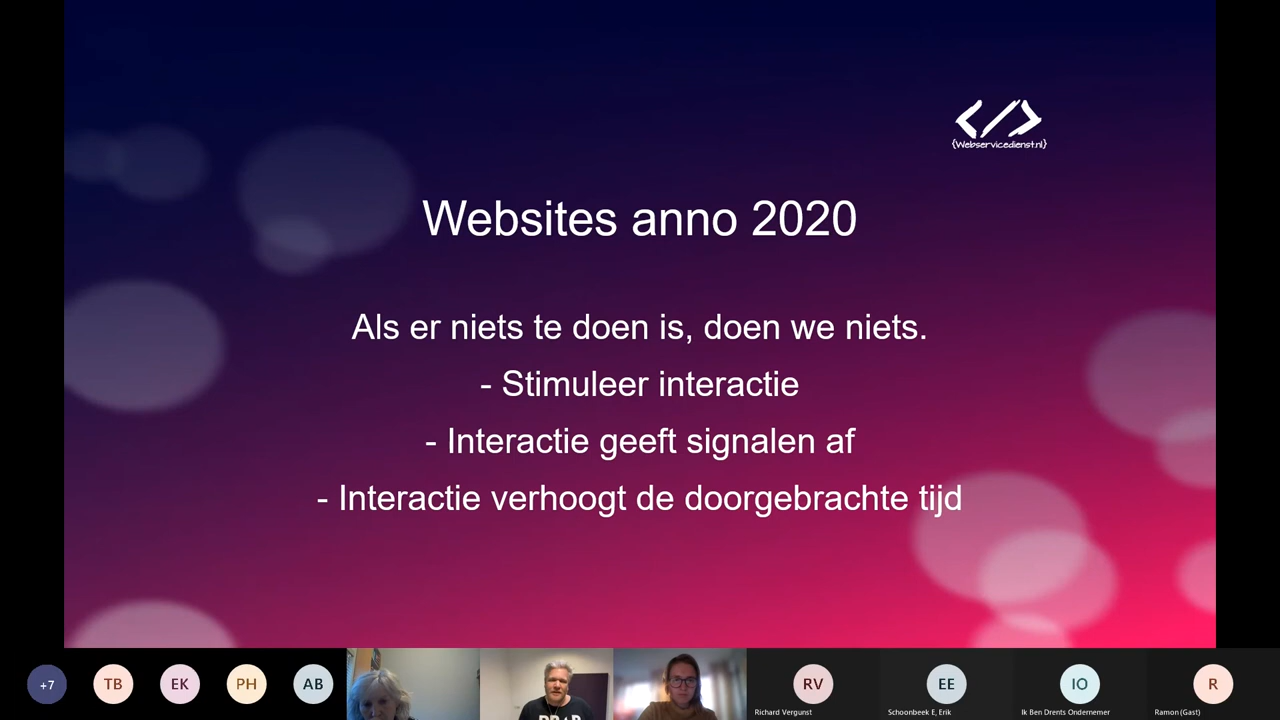 </>
{Webservicedienst.nl}
Websites anno 2020
Als er niets te doen is, doen we niets.
- Stimuleer interactie
- Interactie geeft signalen af
- Interactie verhoogt de doorgebrachte tijd
+7
TB
EK
PH
AB
RV
EE
IO
R
Richard Vergunst
Schoonbeek E, Erik
Ik Ben Drents Ondernemer
Ramon (Gast)